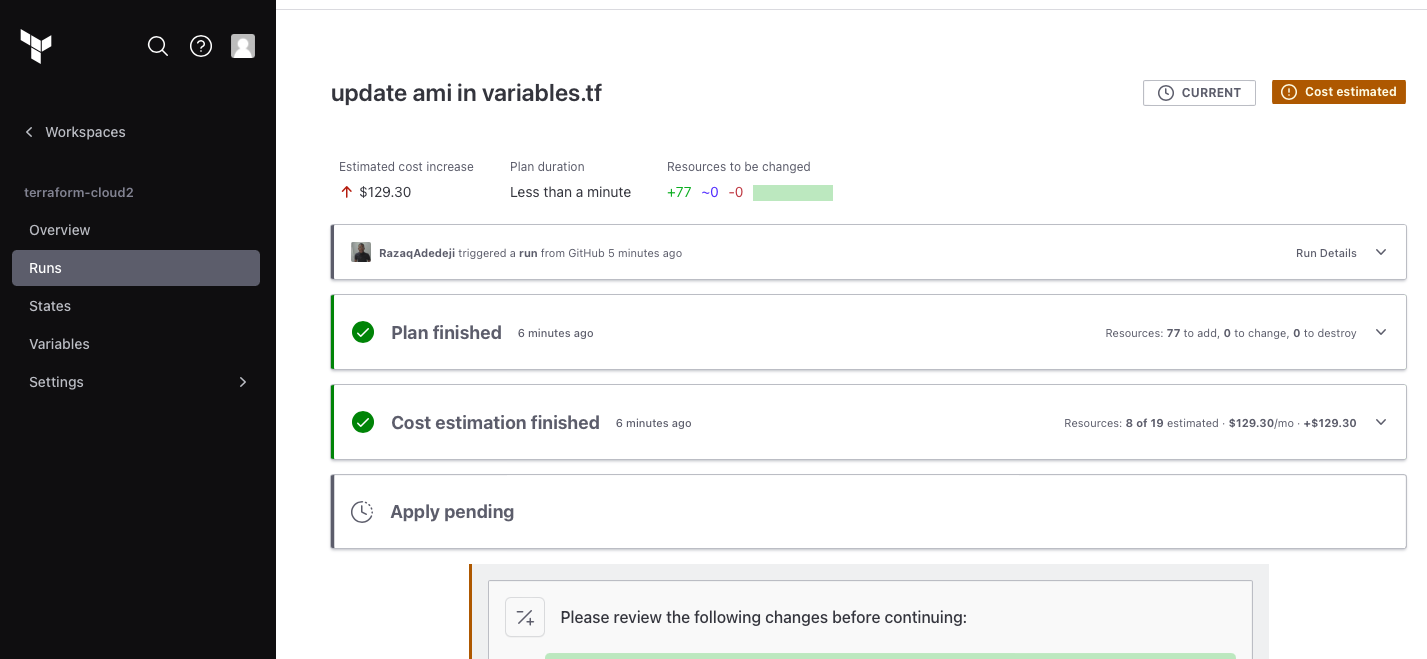 Workspaces
terraform-cloud2
Overview
Runs
States
Variables
Settings
update ami in variables.tf
CURRENT
Cost estimated
Estimated cost increase
Plan duration
Resources to be changed
$129.30
Less than a minute
+77 ~0 -0
RazaqAdedeji triggered a run from GitHub 5 minutes ago
Run Details
Plan finished 6 minutes ago
Resources: 77 to add, 0 to change, 0 to destroy
Cost estimation finished 6 minutes ago
Resources: 8 of 19 estimated · $129.30/mo · +$129.30
Apply pending
Please review the following changes before continuing: